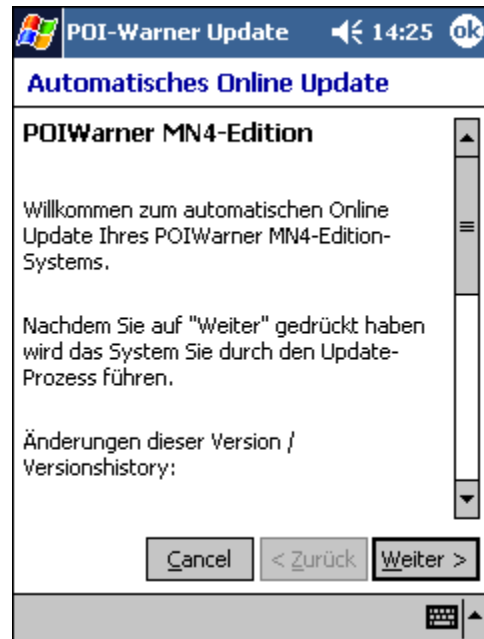 POI-Warner Update 14:25 ok
Automatisches Online Update
POIWarner MN4-Edition
Willkommen zum automatischen Online
Update Ihres POIWarner MN4-Edition-
Systems.
Nachdem Sie auf "Weiter" gedrückt haben
wird das System Sie durch den Update-
Prozess führen.
Änderungen dieser Version /
Versionshistory:
Cancel < Zurück Weiter >